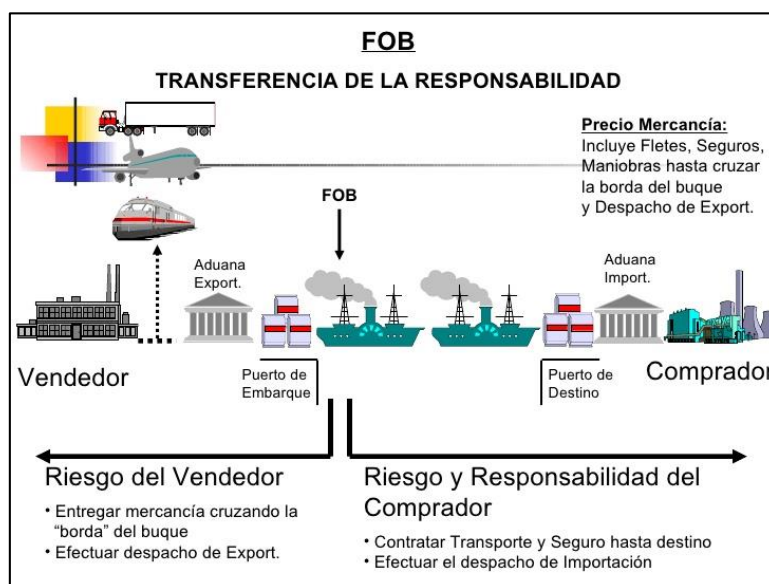 FOB
TRANSFERENCIA DE LA RESPONSABILIDAD
Precio Mercancía:
Incluye Fletes, Seguros,
Maniobras hasta cruzar
la borda del buque
y Despacho de Export.
FOB
Aduana
Export.
Aduana
Import.
Vendedor
Puerto de
Embarque
Puerto de
Destino
Comprador
Riesgo del Vendedor
• Entregar mercancía cruzando la
"borda" del buque
• Efectuar despacho de Export.
Riesgo y Responsabilidad del
Comprador
• Contratar Transporte y Seguro hasta destino
• Efectuar el despacho de Importación